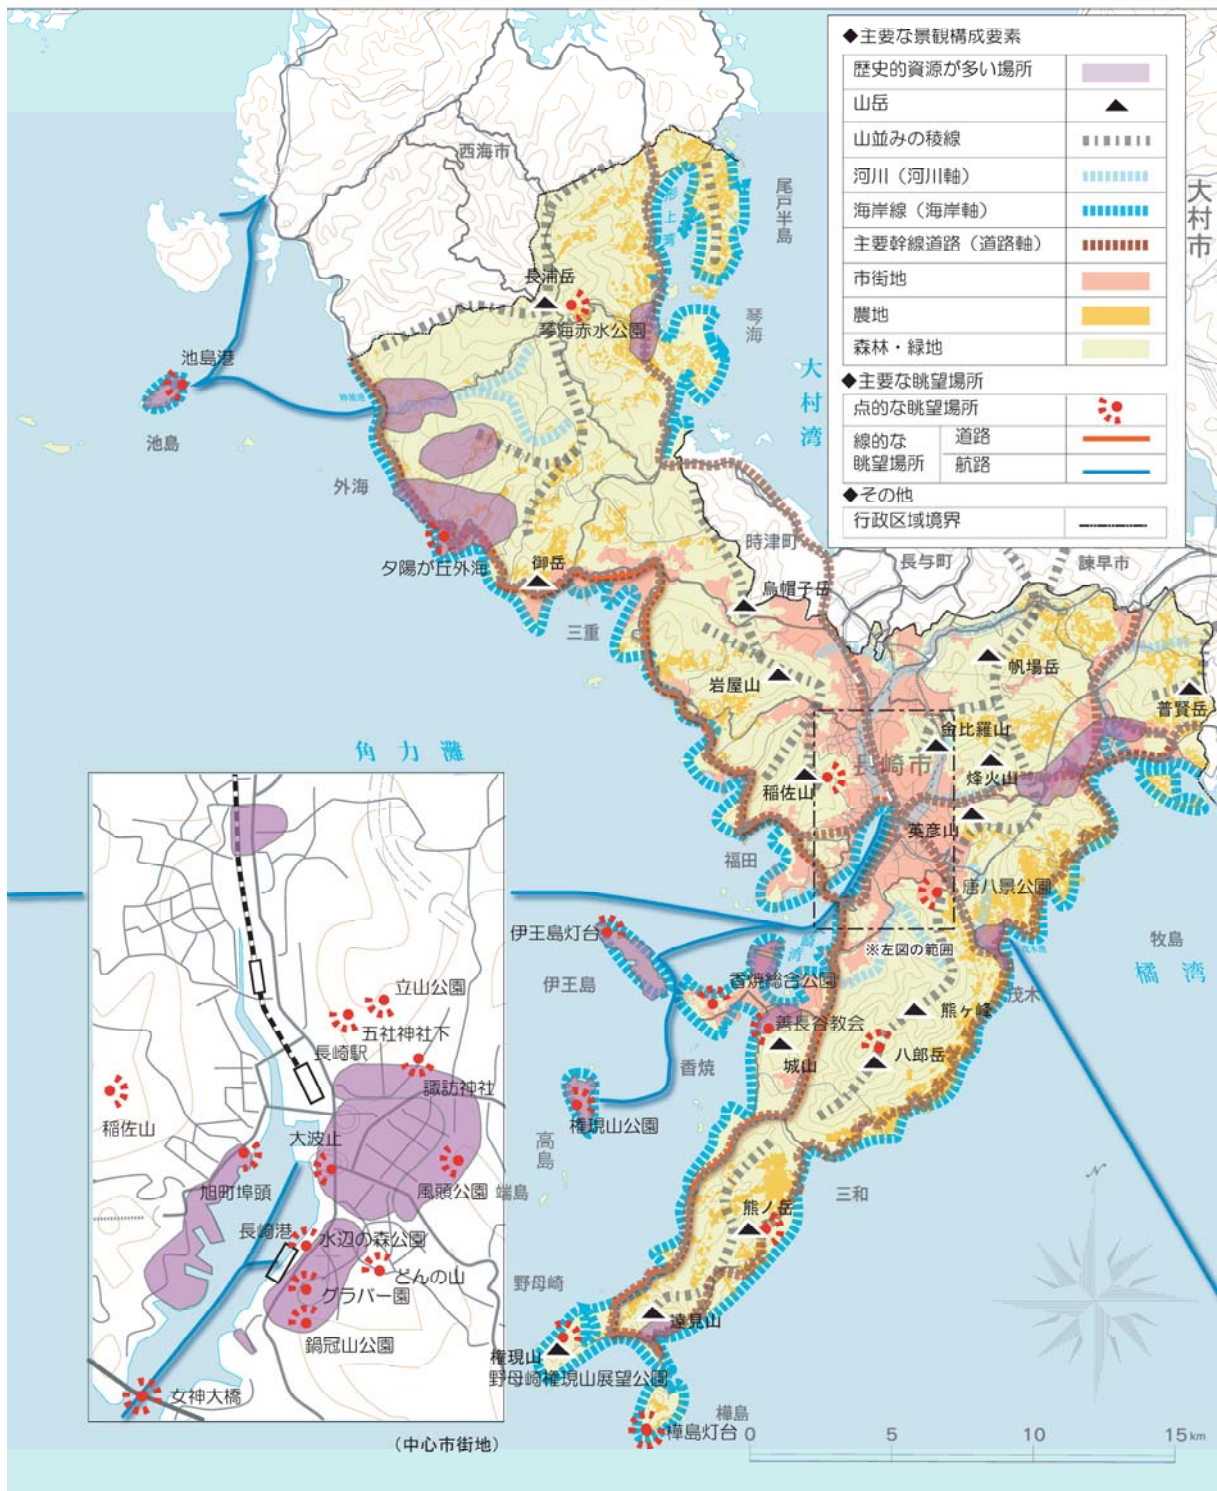 ◆主要な景観構成要素
歴史的資源が多い場所
山岳
山並みの稜線
河川（河川軸）
海岸線（海岸軸）
主要幹線道路（道路軸）
市街地
農地
森林・緑地
◆主要な眺望場所
点的な眺望場所
線的な
眺望場所
道路
航路
◆その他
行政区域境界
西海市
尾戸半島
形上湾
大村市
長浦岳
琴海赤水公園
琴海
大村湾
池島港
神浦港
池島
外海
夕陽が丘外海
御岳
三重
時津町
長与町
諫早市
烏帽子岳
岩屋山
帆場岳
普賢岳
金比羅山
長崎市
稲佐山
烽火山
英彦山
角力灘
福田
唐八景公園
※左図の範囲
牧島
橘湾
茂木
伊王島灯台
伊王島
香焼総合公園
善長谷教会
城山
熊ヶ峰
八郎岳
香焼
権現山公園
高島
端島
三和
熊ノ岳
野母崎
遠見山
権現山
野母崎権現山展望公園
樺島
樺島灯台
N
0
5
10
15km
立山公園
五社神社下
長崎駅
諏訪神社
稲佐山
大波止
旭町埠頭
風頭公園
長崎港
水辺の森公園
どんの山
グラバー園
鍋冠山公園
女神大橋
（中心市街地）